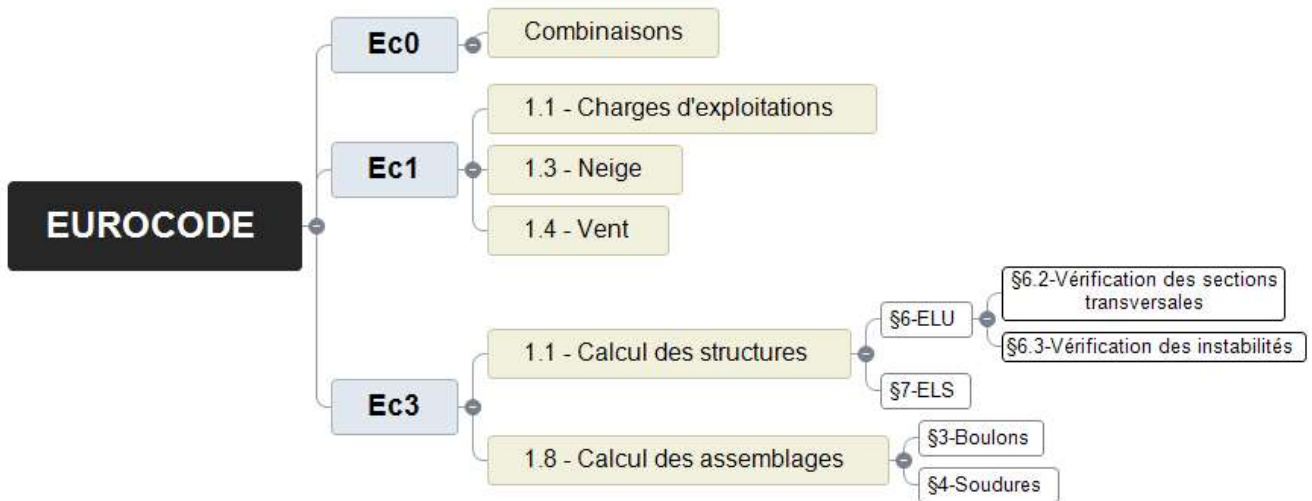 EUROCODE
Ec0
Combinaisons
Ec1
1.1 - Charges d'exploitations
1.3 - Neige
1.4 - Vent
Ec3
1.1 - Calcul des structures
§6-ELU
§6.2-Vérification des sections
transversales
§6.3-Vérification des instabilités
§7-ELS
1.8 - Calcul des assemblages
§3-Boulons
§4-Soudures